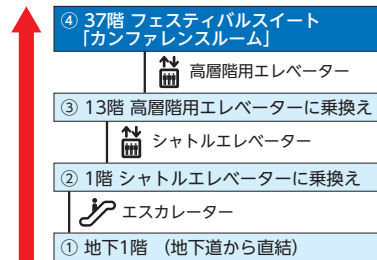 ④ 37階 フェスティバルスイート
「カンファレンスルーム」
高層階用エレベーター
③ 13階 高層階用エレベーターに乗換え
シャトルエレベーター
② 1階 シャトルエレベーターに乗換え
エスカレーター
① 地下1階 （地下道から直結）